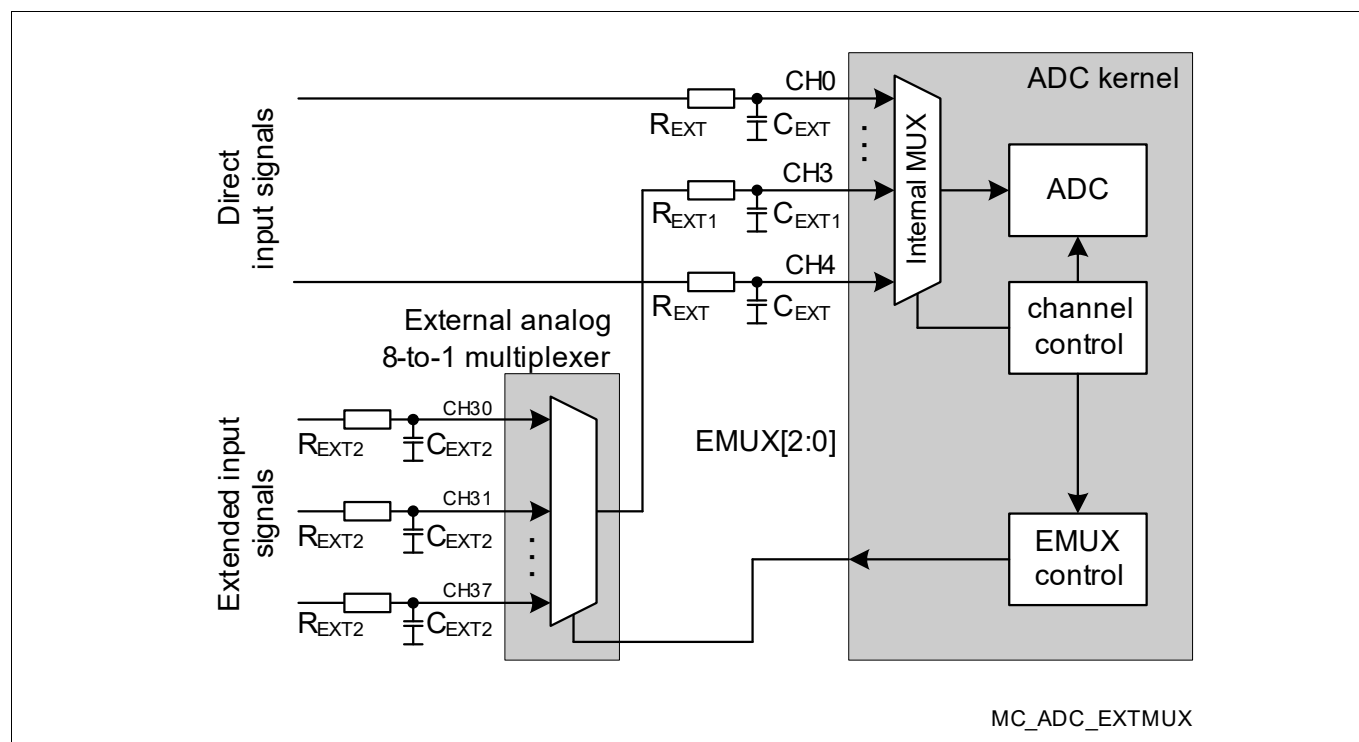 ADC kernel
Direct
input signals
CH0
REXT
CEXT
CH3
REXT1
CEXT1
CH4
REXT
CEXT
Internal MUX
ADC
channel
control
External analog
8-to-1 multiplexer
Extended input
signals
CH30
REXT2
CEXT2
CH31
REXT2
CEXT2
CH37
REXT2
CEXT2
EMUX[2:0]
EMUX
control
MC_ADC_EXTMUX